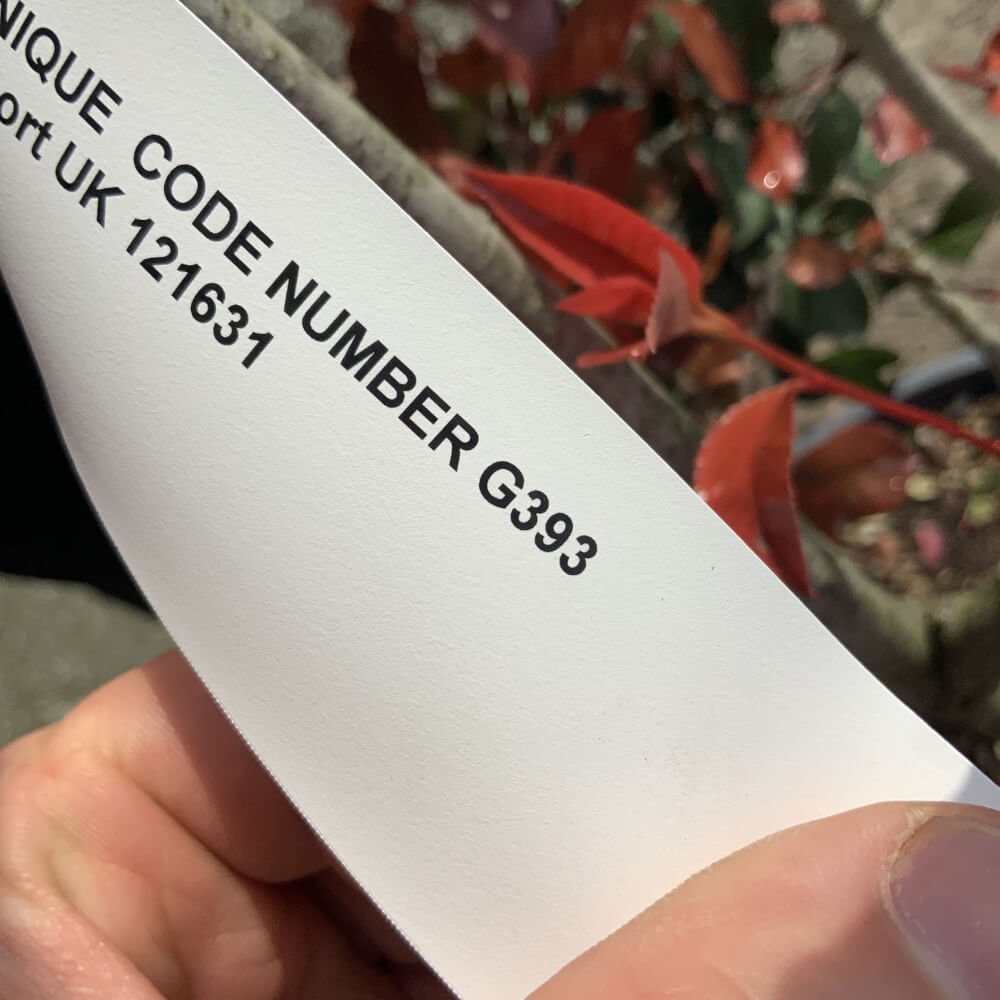 NIQUE CODE NUMBER G393
ort UK 121631